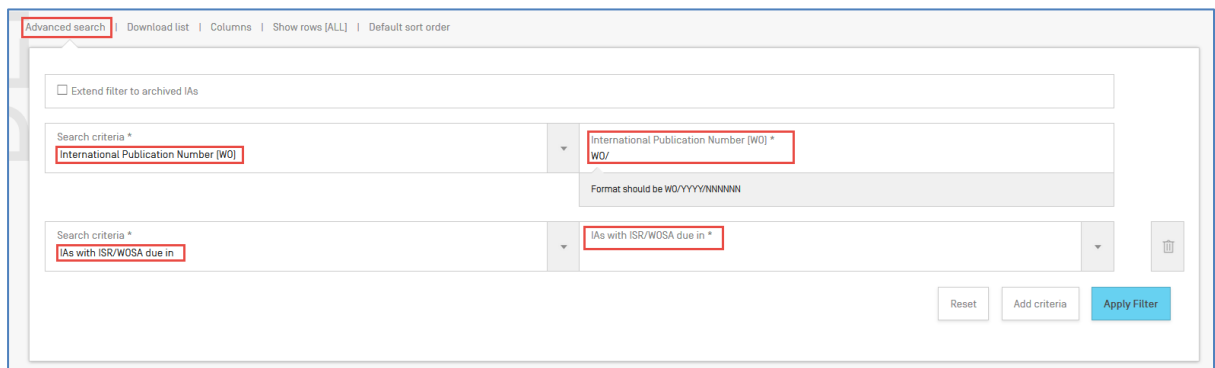 Advanced search | Download list | Columns | Show rows [ALL] | Default sort order
Extend filter to archived IAs
Search criteria *
International Publication Number (WO)
International Publication Number (WO) *
WO/
Format should be WO/YYYY/NNNNNN
Search criteria *
IAs with ISR/WOSA due in
IAs with ISR/WOSA due in *
Reset
Add criteria
Apply Filter